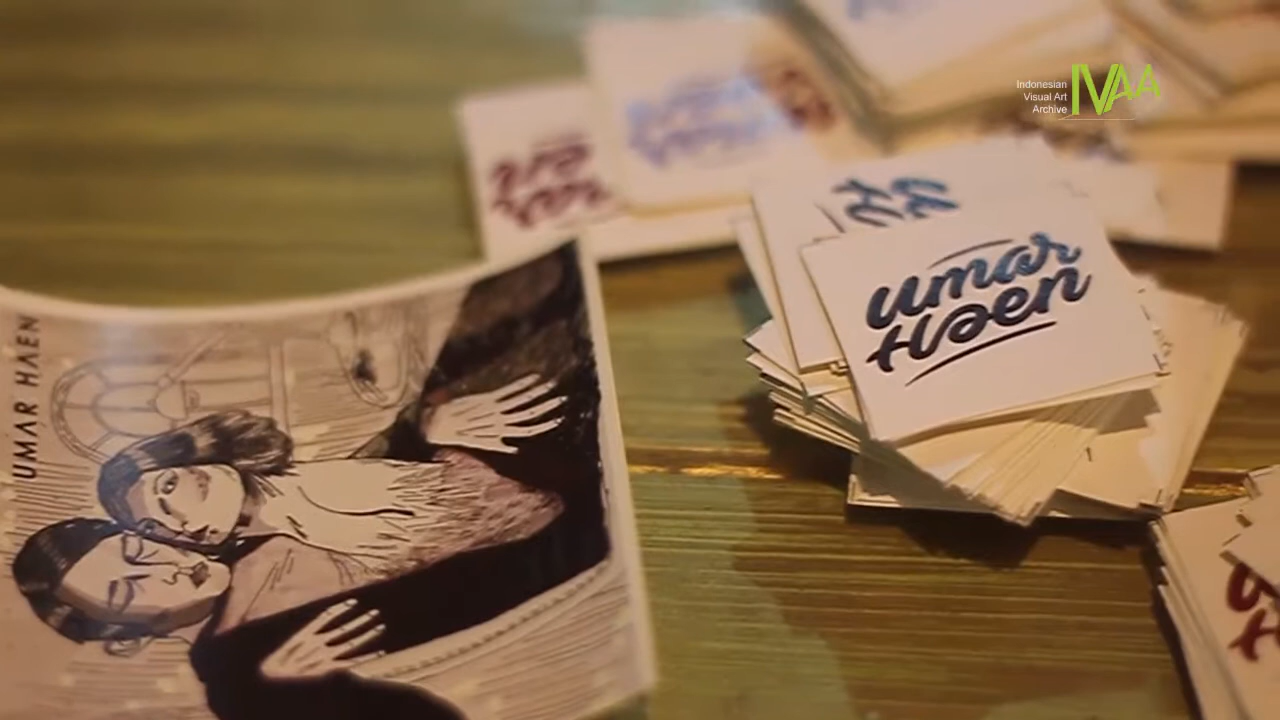 Indonesian
Visual Art
Archive
IVAA
umar
Haen
UMAR HAEN